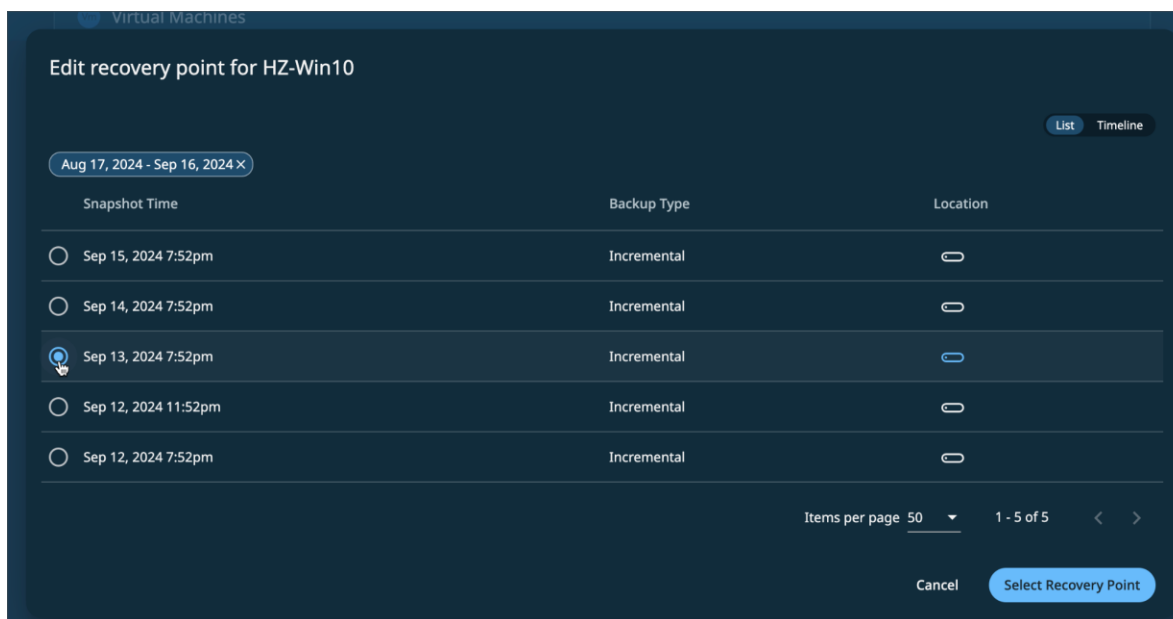 Virtual Machines
Edit recovery point for HZ-Win10
List Timeline
Aug 17, 2024 - Sep 16, 2024 ×
Snapshot Time Backup Type Location
Sep 15, 2024 7:52pm Incremental
Sep 14, 2024 7:52pm Incremental
Sep 13, 2024 7:52pm Incremental
Sep 12, 2024 11:52pm Incremental
Sep 12, 2024 7:52pm Incremental
Items per page 50 1 - 5 of 5
Cancel Select Recovery Point